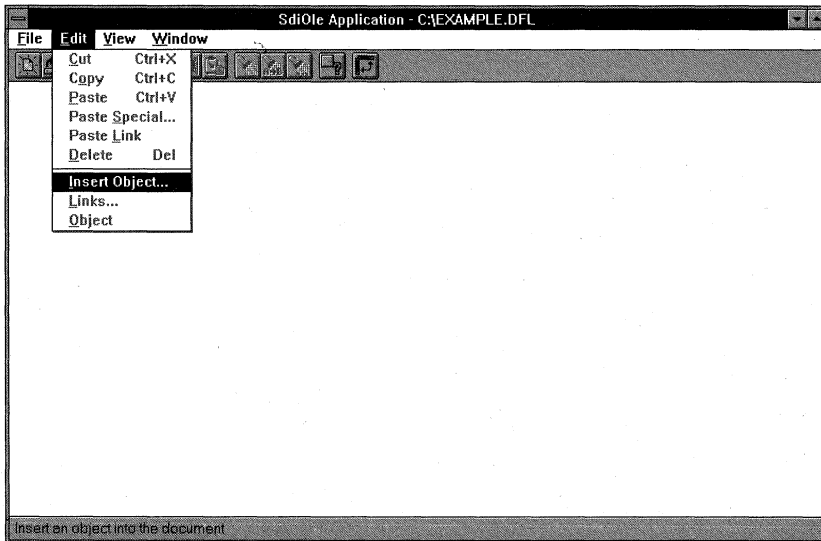 SdiOle Application - C:\EXAMPLE.DFL
File Edit View Window
Cut Ctrl+X
Copy Ctrl+C
Paste Ctrl+V
Paste Special...
Paste Link
Delete Del
Insert Object...
Links...
Object
Insert an object into the document